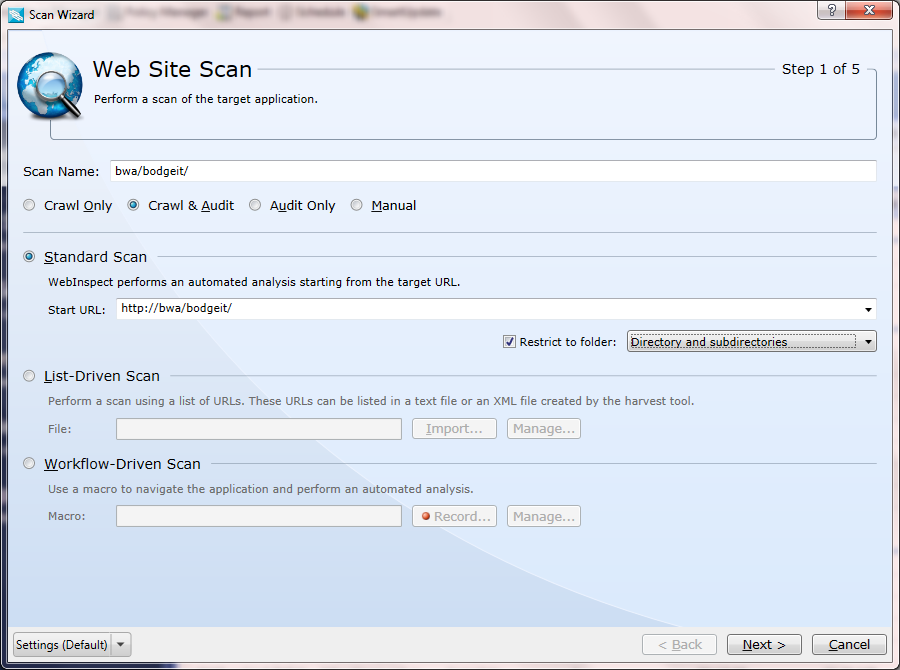 Scan Wizard
Policy Manager Report Schedule SmartUpdate
Web Site Scan
Step 1 of 5
Perform a scan of the target application.
Scan Name: bwa/bodgeit/
Crawl Only Crawl & Audit Audit Only Manual
Standard Scan
WebInspect performs an automated analysis starting from the target URL.
Start URL: http://bwa/bodgeit/
Restrict to folder: Directory and subdirectories
List-Driven Scan
Perform a scan using a list of URLs. These URLs can be listed in a text file or an XML file created by the harvest tool.
File: Import... Manage...
Workflow-Driven Scan
Use a macro to navigate the application and perform an automated analysis.
Macro: Record... Manage...
Settings (Default) < Back Next > Cancel